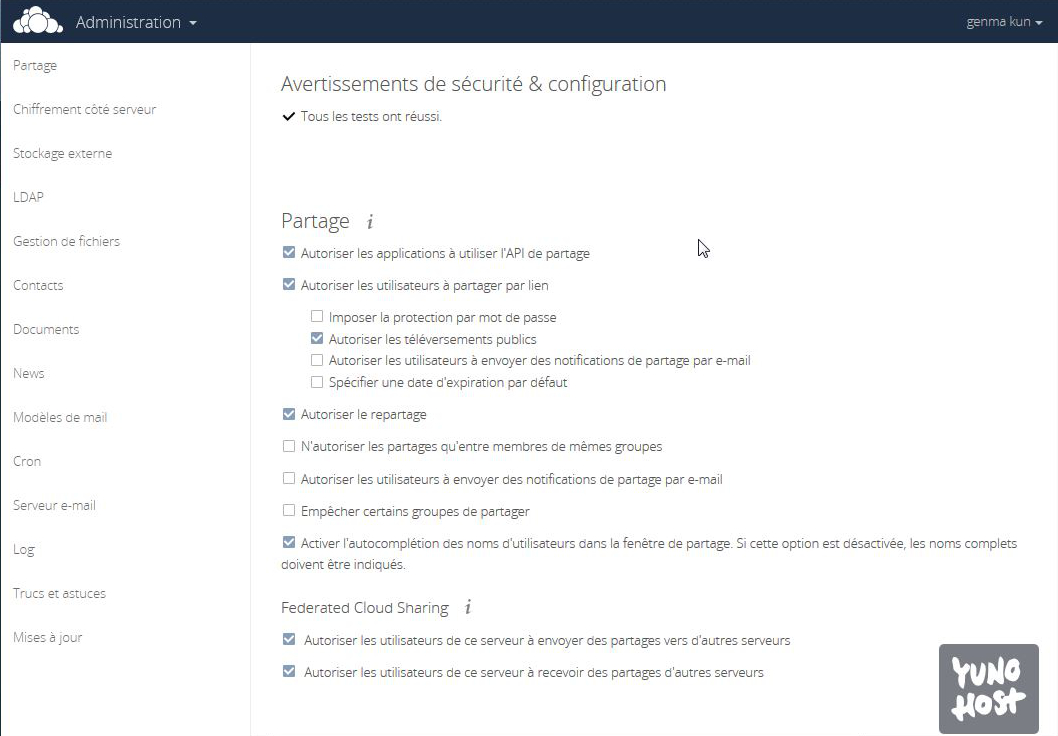 Administration
genma kun
Partage
Chiffrement côté serveur
Stockage externe
LDAP
Gestion de fichiers
Contacts
Documents
News
Modèles de mail
Cron
Serveur e-mail
Log
Trucs et astuces
Mises à jour
Avertissements de sécurité & configuration
Tous les tests ont réussi.
Partage i
Autoriser les applications à utiliser l'API de partage
Autoriser les utilisateurs à partager par lien
Imposer la protection par mot de passe
Autoriser les téléversements publics
Autoriser les utilisateurs à envoyer des notifications de partage par e-mail
Spécifier une date d'expiration par défaut
Autoriser le repartage
N'autoriser les partages qu'entre membres de mêmes groupes
Autoriser les utilisateurs à envoyer des notifications de partage par e-mail
Empêcher certains groupes de partager
Activer l'autocomplétion des noms d'utilisateurs dans la fenêtre de partage. Si cette option est désactivée, les noms complets
doivent être indiqués.
Federated Cloud Sharing i
Autoriser les utilisateurs de ce serveur à envoyer des partages vers d'autres serveurs
Autoriser les utilisateurs de ce serveur à recevoir des partages d'autres serveurs
YUNO
HOST